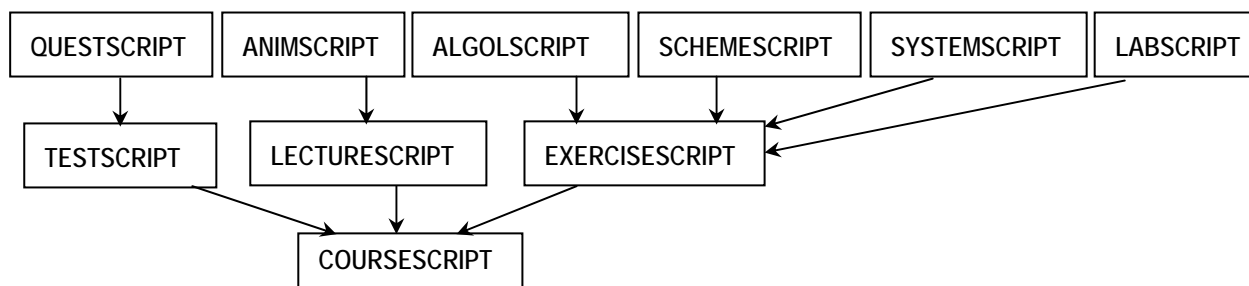 QUESTSCRIPT
ANIMSCRIPT
ALGOLSCRIPT
SCHEMESCRIPT
SYSTEMSCRIPT
LABSCRIPT
TESTSCRIPT
LECTURESCRIPT
EXERCISESCRIPT
COURSESCRIPT